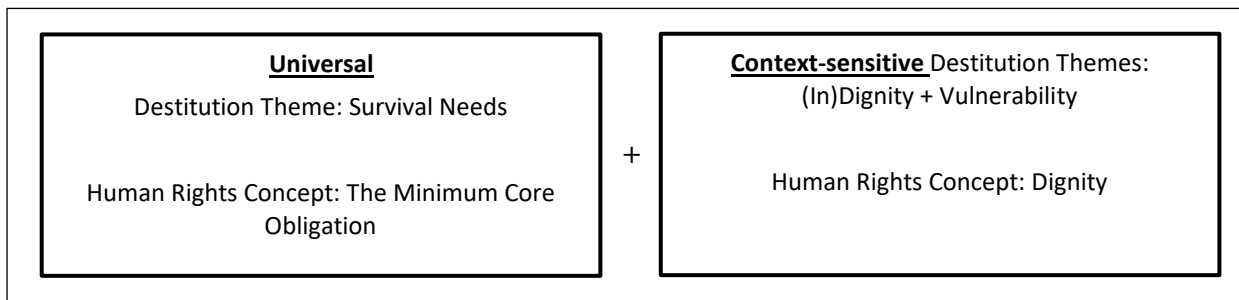 Universal
Destitution Theme: Survival Needs
Human Rights Concept: The Minimum Core
Obligation
+
Context-sensitive Destitution Themes:
(In)Dignity + Vulnerability
Human Rights Concept: Dignity